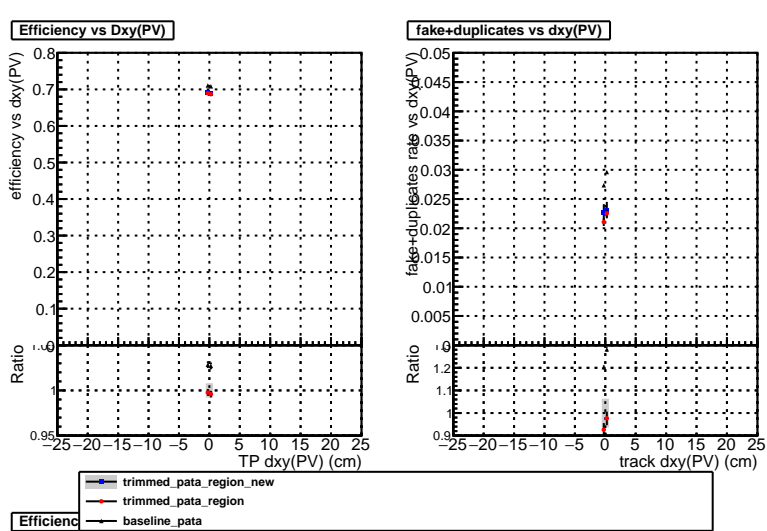 Efficiency vs Dxy(PV)
efficiency vs dxy(PV)
0.8
0.7
0.6
0.5
0.4
0.3
0.2
0.1
0
Ratio
1
0.95
−25 −20 −15 −10 −5 0 5 10 15 20 25
TP dxy(PV) (cm)
fake+duplicates vs dxy(PV)
fake+duplicates rate vs dxy(PV)
0.05
0.045
0.04
0.035
0.03
0.025
0.02
0.015
0.01
0.005
0
Ratio
1.2
1.1
1
0.9
−25 −20 −15 −10 −5 0 5 10 15 20 25
track dxy(PV) (cm)
trimmed_pata_region_new
trimmed_pata_region
baseline_pata
Efficienc